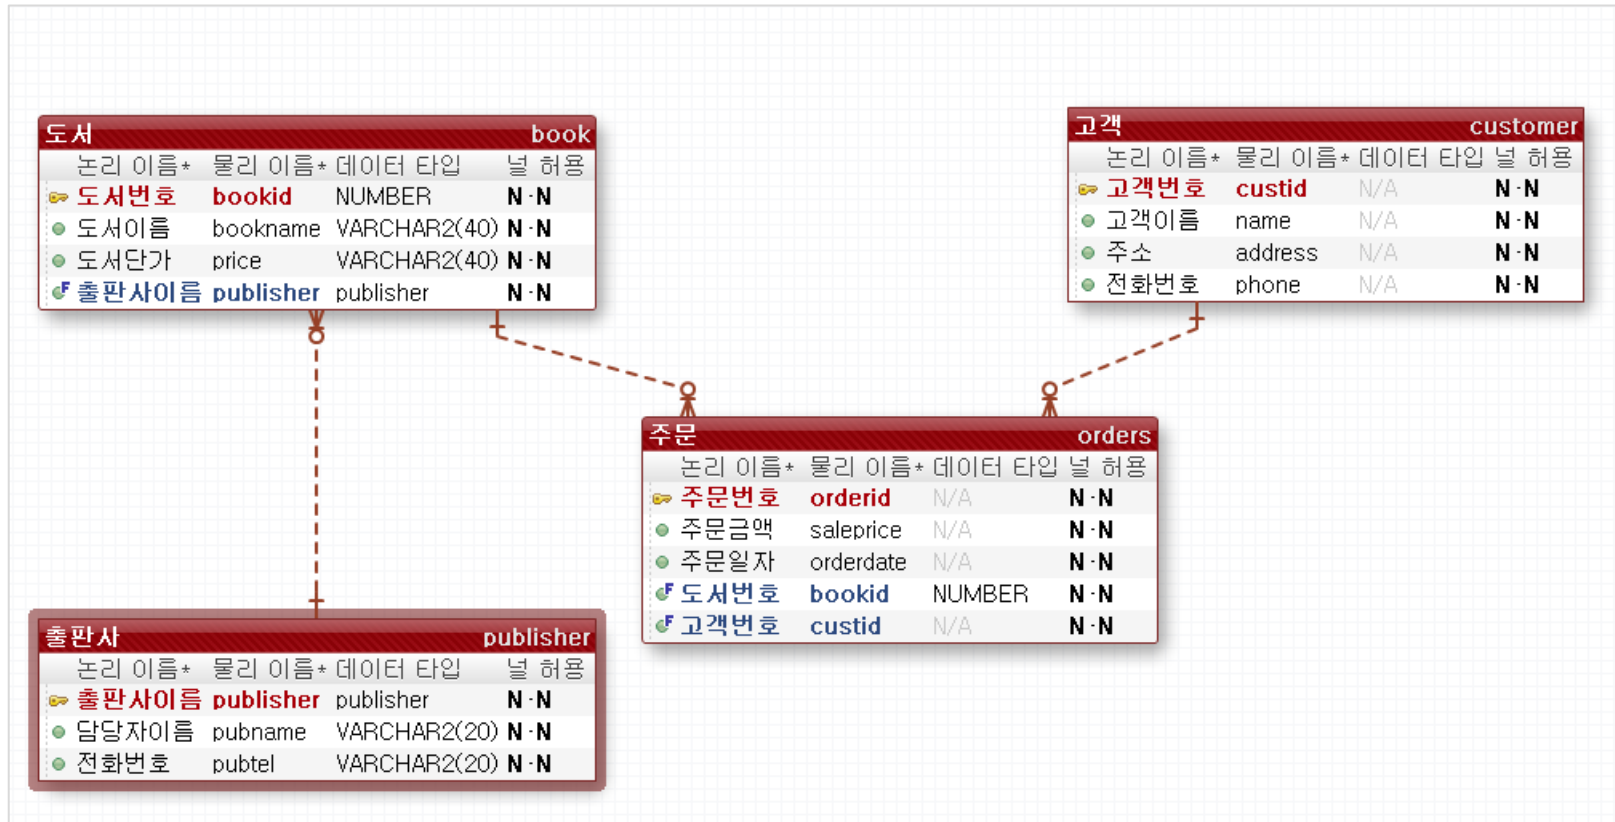 도서 book
논리 이름* 물리 이름* 데이터 타입 널 허용
도서번호 bookid NUMBER N·N
도서이름 bookname VARCHAR2(40) N·N
도서단가 price VARCHAR2(40) N·N
출판사이름 publisher publisher N·N
고객 customer
논리 이름* 물리 이름* 데이터 타입 널 허용
고객번호 custid N/A N·N
고객이름 name N/A N·N
주소 address N/A N·N
전화번호 phone N/A N·N
주문 orders
논리 이름* 물리 이름* 데이터 타입 널 허용
주문번호 orderid N/A N·N
주문금액 saleprice N/A N·N
주문일자 orderdate N/A N·N
F 도서번호 bookid NUMBER N·N
F 고객번호 custid N/A N·N
출판사 publisher
논리 이름* 물리 이름* 데이터 타입 널 허용
출판사이름 publisher publisher N·N
담당자이름 pubname VARCHAR2(20) N·N
전화번호 pubtel VARCHAR2(20) N·N